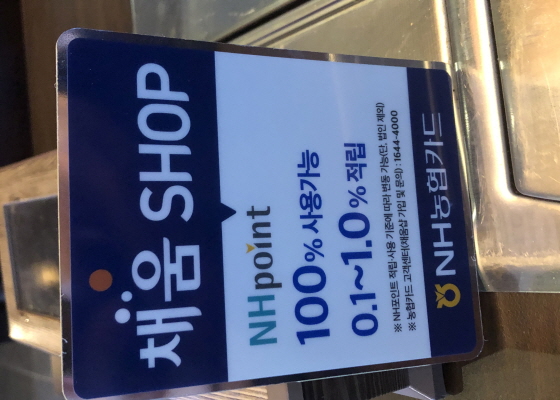 채움 SHOP
NHpoint
100% 사용가능
0.1~1.0% 적립
※ NH포인트 적립·사용 기준에 따라 변동 가능(단, 법인 제외)
※ 농협카드 고객센터(채움샵 가입 및 문의) : 1644-4000
NH농협카드